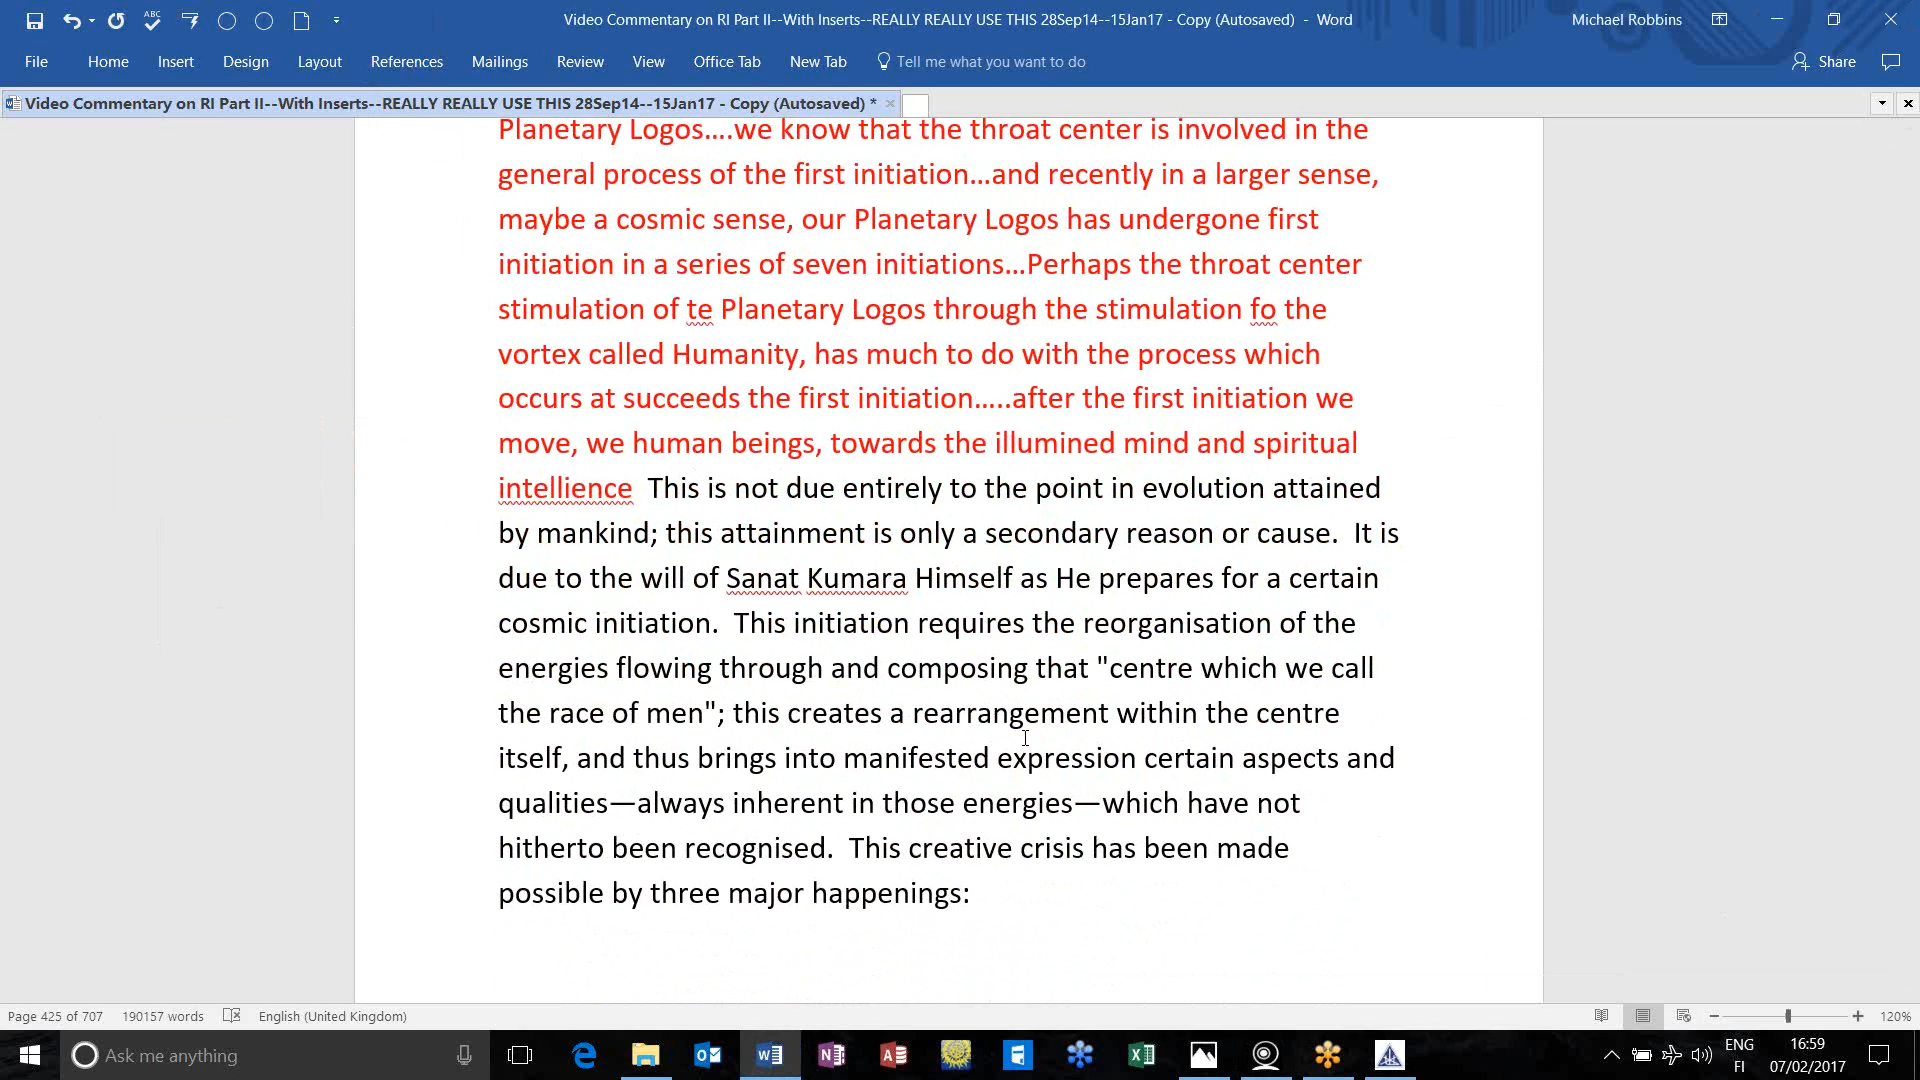 ABC
Video Commentary on RI Part II--With Inserts--REALLY REALLY USE THIS 28Sep14--15Jan17 - Copy (Autosaved) - Word
Michael Robbins
File Home Insert Design Layout References Mailings Review View Office Tab New Tab Tell me what you want to do Share
Video Commentary on RI Part II--With Inserts--REALLY REALLY USE THIS 28Sep14--15Jan17 - Copy (Autosaved) *
Planetary Logos….we know that the throat center is involved in the
general process of the first initiation…and recently in a larger sense,
maybe a cosmic sense, our Planetary Logos has undergone first
initiation in a series of seven initiations…Perhaps the throat center
stimulation of te Planetary Logos through the stimulation fo the
vortex called Humanity, has much to do with the process which
occurs at succeeds the first initiation…..after the first initiation we
move, we human beings, towards the illumined mind and spiritual
intellience  This is not due entirely to the point in evolution attained
by mankind; this attainment is only a secondary reason or cause.  It is
due to the will of Sanat Kumara Himself as He prepares for a certain
cosmic initiation.  This initiation requires the reorganisation of the
energies flowing through and composing that "centre which we call
the race of men"; this creates a rearrangement within the centre
itself, and thus brings into manifested expression certain aspects and
qualities—always inherent in those energies—which have not
hitherto been recognised.  This creative crisis has been made
possible by three major happenings:
Page 425 of 707 190157 words English (United Kingdom) 120%
Ask me anything
ENG
FI
16:59
07/02/2017